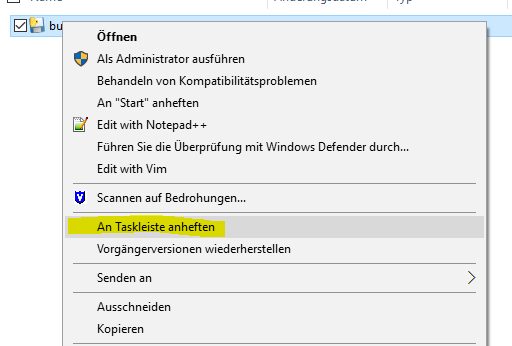 Öffnen
Als Administrator ausführen
Behandeln von Kompatibilitätsproblemen
An "Start" anheften
Edit with Notepad++
Führen Sie die Überprüfung mit Windows Defender durch...
Edit with Vim
Scannen auf Bedrohungen...
An Taskleiste anheften
Vorgängerversionen wiederherstellen
Senden an
Ausschneiden
Kopieren